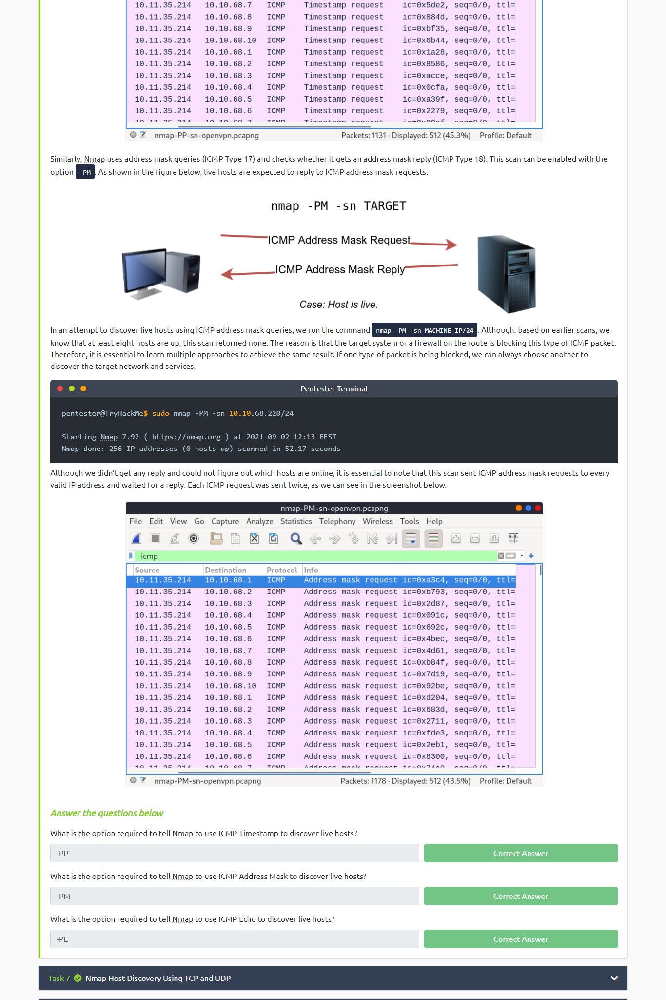 10.11.35.214 10.10.68.7 ICMP Timestamp request id=0x5de2, seq=0/0, ttl=
10.11.35.214 10.10.68.8 ICMP Timestamp request id=0x884d, seq=0/0, ttl=
10.11.35.214 10.10.68.9 ICMP Timestamp request id=0xbf35, seq=0/0, ttl=
10.11.35.214 10.10.68.10 ICMP Timestamp request id=0x6b44, seq=0/0, ttl=
10.11.35.214 10.10.68.1 ICMP Timestamp request id=0x1a28, seq=0/0, ttl=
10.11.35.214 10.10.68.2 ICMP Timestamp request id=0x8586, seq=0/0, ttl=
10.11.35.214 10.10.68.3 ICMP Timestamp request id=0xacce, seq=0/0, ttl=
10.11.35.214 10.10.68.4 ICMP Timestamp request id=0x0cfa, seq=0/0, ttl=
10.11.35.214 10.10.68.5 ICMP Timestamp request id=0xa39f, seq=0/0, ttl=
10.11.35.214 10.10.68.6 ICMP Timestamp request id=0x2279, seq=0/0, ttl=
nmap-PP-sn-openvpn.pcapng Packets: 1131 · Displayed: 512 (45.3%) Profile: Default
Similarly, Nmap uses address mask queries (ICMP Type 17) and checks whether it gets an address mask reply (ICMP Type 18). This scan can be enabled with the
option -PM. As shown in the figure below, live hosts are expected to reply to ICMP address mask requests.
nmap -PM -sn TARGET
ICMP Address Mask Request
ICMP Address Mask Reply
Case: Host is live.
In an attempt to discover live hosts using ICMP address mask queries, we run the command nmap -PM -sn MACHINE_IP/24. Although, based on earlier scans, we
know that at least eight hosts are up, this scan returned none. The reason is that the target system or a firewall on the route is blocking this type of ICMP packet.
Therefore, it is essential to learn multiple approaches to achieve the same result. If one type of packet is being blocked, we can always choose another to
discover the target network and services.
Pentester Terminal
pentester@TryHackMe$ sudo nmap -PM -sn 10.10.68.220/24
Starting Nmap 7.92 ( https://nmap.org ) at 2021-09-02 12:13 EEST
Nmap done: 256 IP addresses (0 hosts up) scanned in 52.17 seconds
Although we didn’t get any reply and could not figure out which hosts are online, it is essential to note that this scan sent ICMP address mask requests to every
valid IP address and waited for a reply. Each ICMP request was sent twice, as we can see in the screenshot below.
nmap-PM-sn-openvpn.pcapng
File Edit View Go Capture Analyze Statistics Telephony Wireless Tools Help
icmp
Source Destination Protocol Info
10.11.35.214 10.10.68.1 ICMP Address mask request id=0xa3c4, seq=0/0, ttl=
10.11.35.214 10.10.68.2 ICMP Address mask request id=0xb793, seq=0/0, ttl=
10.11.35.214 10.10.68.3 ICMP Address mask request id=0x2d87, seq=0/0, ttl=
10.11.35.214 10.10.68.4 ICMP Address mask request id=0x091c, seq=0/0, ttl=
10.11.35.214 10.10.68.5 ICMP Address mask request id=0x692c, seq=0/0, ttl=
10.11.35.214 10.10.68.6 ICMP Address mask request id=0x4bec, seq=0/0, ttl=
10.11.35.214 10.10.68.7 ICMP Address mask request id=0x4d61, seq=0/0, ttl=
10.11.35.214 10.10.68.8 ICMP Address mask request id=0xb84f, seq=0/0, ttl=
10.11.35.214 10.10.68.9 ICMP Address mask request id=0x7d19, seq=0/0, ttl=
10.11.35.214 10.10.68.10 ICMP Address mask request id=0x92be, seq=0/0, ttl=
10.11.35.214 10.10.68.1 ICMP Address mask request id=0xd204, seq=0/0, ttl=
10.11.35.214 10.10.68.2 ICMP Address mask request id=0x683d, seq=0/0, ttl=
10.11.35.214 10.10.68.3 ICMP Address mask request id=0x2711, seq=0/0, ttl=
10.11.35.214 10.10.68.4 ICMP Address mask request id=0xfde3, seq=0/0, ttl=
10.11.35.214 10.10.68.5 ICMP Address mask request id=0x2eb1, seq=0/0, ttl=
10.11.35.214 10.10.68.6 ICMP Address mask request id=0x8300, seq=0/0, ttl=
nmap-PM-sn-openvpn.pcapng Packets: 1178 · Displayed: 512 (43.5%) Profile: Default
Answer the questions below
What is the option required to tell Nmap to use ICMP Timestamp to discover live hosts?
-PP Correct Answer
What is the option required to tell Nmap to use ICMP Address Mask to discover live hosts?
-PM Correct Answer
What is the option required to tell Nmap to use ICMP Echo to discover live hosts?
-PE Correct Answer
Task 7 Nmap Host Discovery Using TCP and UDP